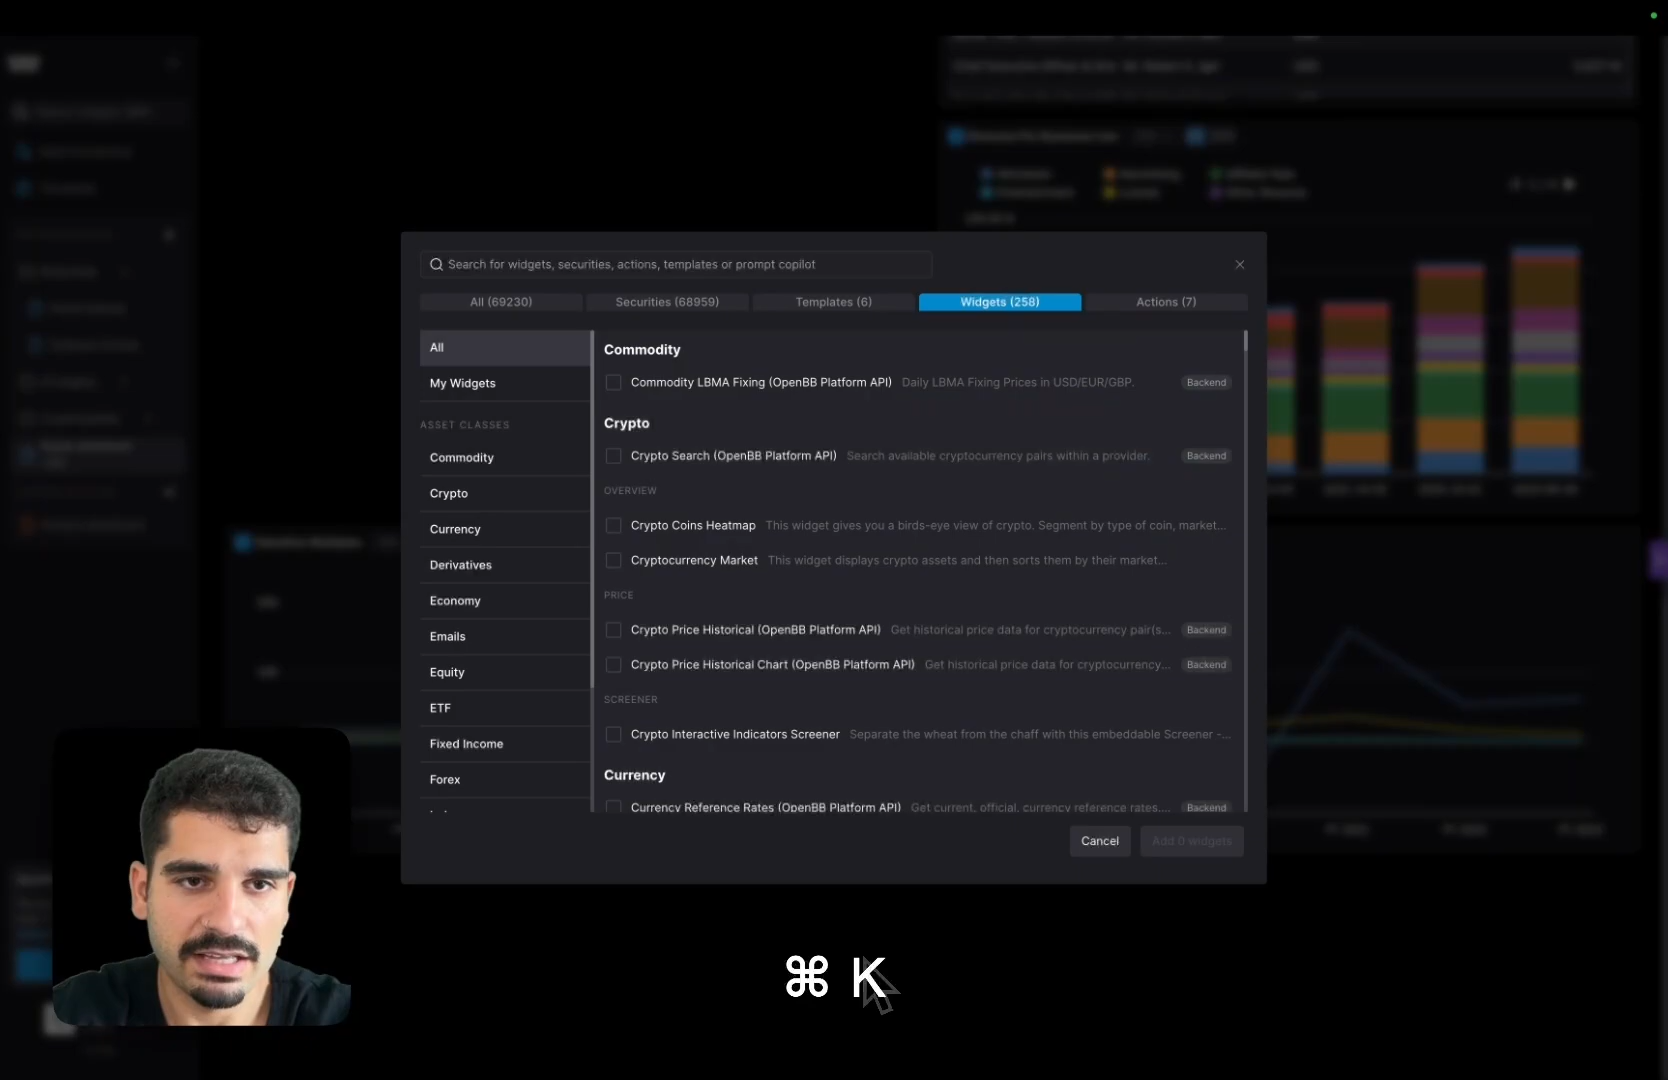 Search for widgets, securities, actions, templates or prompt copilot
All (69230)
Securities (68959)
Templates (6)
Widgets (258)
Actions (7)
All
My Widgets
ASSET CLASSES
Commodity
Crypto
Currency
Derivatives
Economy
Emails
Equity
ETF
Fixed Income
Forex
Commodity
Commodity LBMA Fixing (OpenBB Platform API) Daily LBMA Fixing Prices in USD/EUR/GBP. Backend
Crypto
Crypto Search (OpenBB Platform API) Search available cryptocurrency pairs within a provider. Backend
OVERVIEW
Crypto Coins Heatmap This widget gives you a birds-eye view of crypto. Segment by type of coin, market...
Cryptocurrency Market This widget displays crypto assets and then sorts them by their market...
PRICE
Crypto Price Historical (OpenBB Platform API) Get historical price data for cryptocurrency pair(s... Backend
Crypto Price Historical Chart (OpenBB Platform API) Get historical price data for cryptocurrency... Backend
SCREENER
Crypto Interactive Indicators Screener Separate the wheat from the chaff with this embeddable Screener -...
Currency
Currency Reference Rates (OpenBB Platform API) Get current, official, currency reference rates.... Backend
Cancel
Add 0 widgets
⌘ K